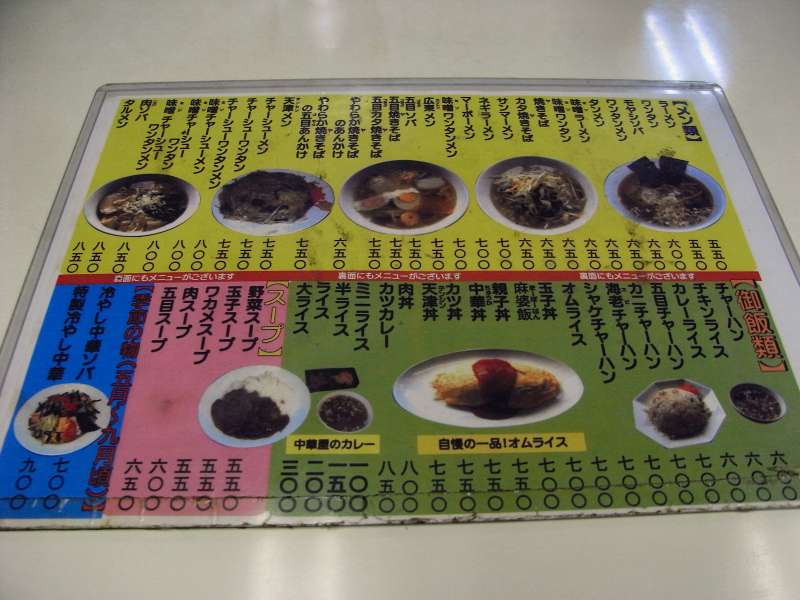 【メン類】
ラーメン
ワンタン
モヤシソバ
ワンタンメン
タンメン
味噌ラーメン
味噌ワンタン
焼きそば
カタ焼きそば
サンマーメン
ネギラーメン
マーボーメン
味噌ワンタンメン
広東メン
五目ソバ
五目焼きそば
五目カタ焼きそば
やわらか焼きそば
のあんかけ
やわらか焼きそば
の五目あんかけ
天津メン
チャーシューメン
チャーシューワンタン
チャーシューワンタンメン
味噌チャーシューメン
味噌チャーシュー
ワンタン
味噌チャーシュー
ワンタンメン
肉ソバ
タルメン
五五〇
五五〇
六〇〇
六五〇
六五〇
六五〇
六五〇
六五〇
六五〇
七〇〇
七〇〇
七〇〇
七五〇
七五〇
七五〇
七五〇
六五〇
七五〇
七五〇
七五〇
七五〇
八〇〇
八〇〇
八〇〇
八五〇
八五〇
八五〇
裏面にもメニューがございます
裏面にもメニューがございます
裏面にもメニューがございます
【御飯類】
チャーハン
チキンライス
カレーライス
五目チャーハン
カニチャーハン
海老チャーハン
シャケチャーハン
オムライス
玉子丼
麻婆飯
親子丼
中華丼
カツ丼
天津丼
肉丼
カツカレー
ミニライス
半ライス
ライス
大ライス
六〇〇
六〇〇
六〇〇
七〇〇
七〇〇
七〇〇
七〇〇
七〇〇
六〇〇
七〇〇
七〇〇
七五〇
七五〇
七五〇
八〇〇
八五〇
一〇〇
一五〇
二〇〇
三〇〇
自慢の一品!オムライス
中華屋のカレー
【スープ】
野菜スープ
玉子スープ
ワカメスープ
肉スープ
五目スープ
五五〇
五五〇
五五〇
六〇〇
六五〇
【季節の物(五月〜九月頃)】
冷やし中華ソバ
特製冷やし中華
七〇〇
九〇〇